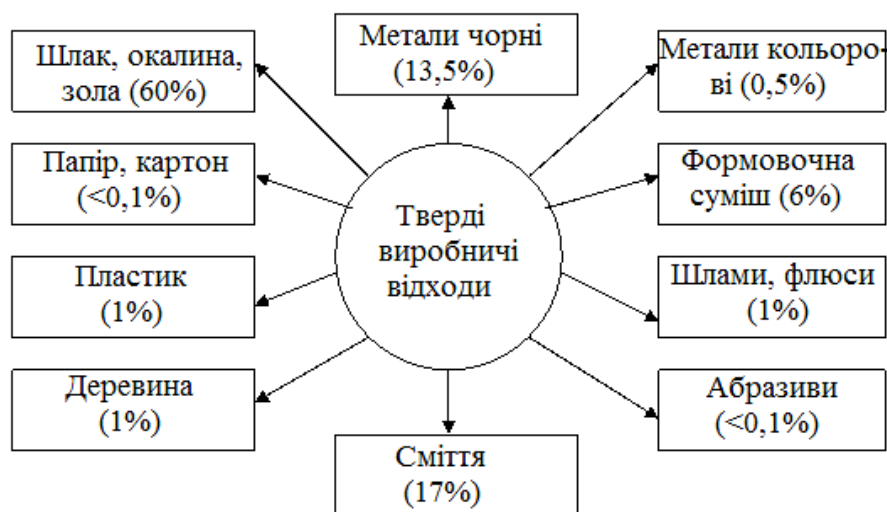 Шлак, окалина,
зола (60%)
Метали чорні
(13,5%)
Метали кольоро-
ві (0,5%)
Папір, картон
(<0,1%)
Формовочна
суміш (6%)
Тверді
виробничі
відходи
Пластик
(1%)
Шлами, флюси
(1%)
Деревина
(1%)
Абразиви
(<0,1%)
Сміття
(17%)